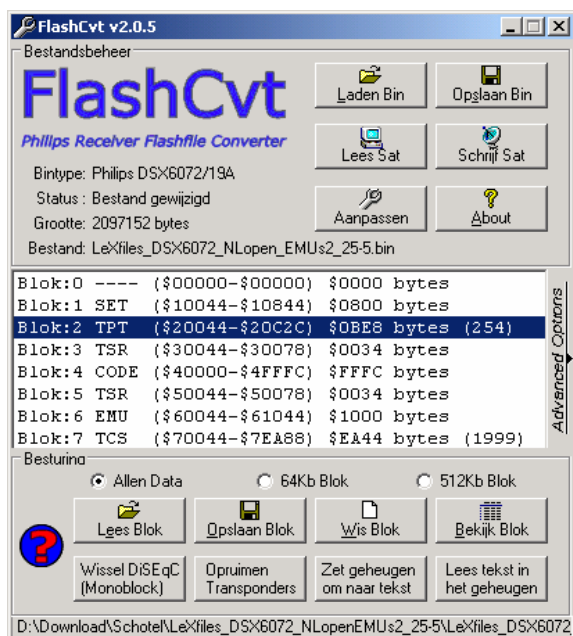 FlashCvt v2.0.5
Bestandsbeheer
FlashCvt
Philips Receiver Flashfile Converter
Laden Bin
Opslaan Bin
Lees Sat
Schrijf Sat
Bintype: Philips DSX6072/19A
Status : Bestand gewijzigd
Grootte: 2097152 bytes
Aanpassen
About
Bestand: LeXfiles_DSX6072_NLopen_EMUs2_25-5.bin
Blok:0 ---- ($00000-$00000) $0000 bytes
Blok:1 SET ($10044-$10844) $0800 bytes
Blok:2 TPT ($20044-$20C2C) $0BE8 bytes (254)
Blok:3 TSR ($30044-$30078) $0034 bytes
Blok:4 CODE ($40000-$4FFFC) $FFFC bytes
Blok:5 TSR ($50044-$50078) $0034 bytes
Blok:6 EMU ($60044-$61044) $1000 bytes
Blok:7 TCS ($70044-$7EA88) $EA44 bytes (1999)
Advanced Options
Besturing
Allen Data
64Kb Blok
512Kb Blok
Lees Blok
Opslaan Blok
Wis Blok
Bekijk Blok
?
Wissel DiSEqC
(Monoblock)
Opruimen
Transponders
Zet geheugen
om naar tekst
Lees tekst in
het geheugen
D:\Download\Schotel\LeXfiles_DSX6072_NLopenEMUs2_25-5\LeXfiles_DSX6072